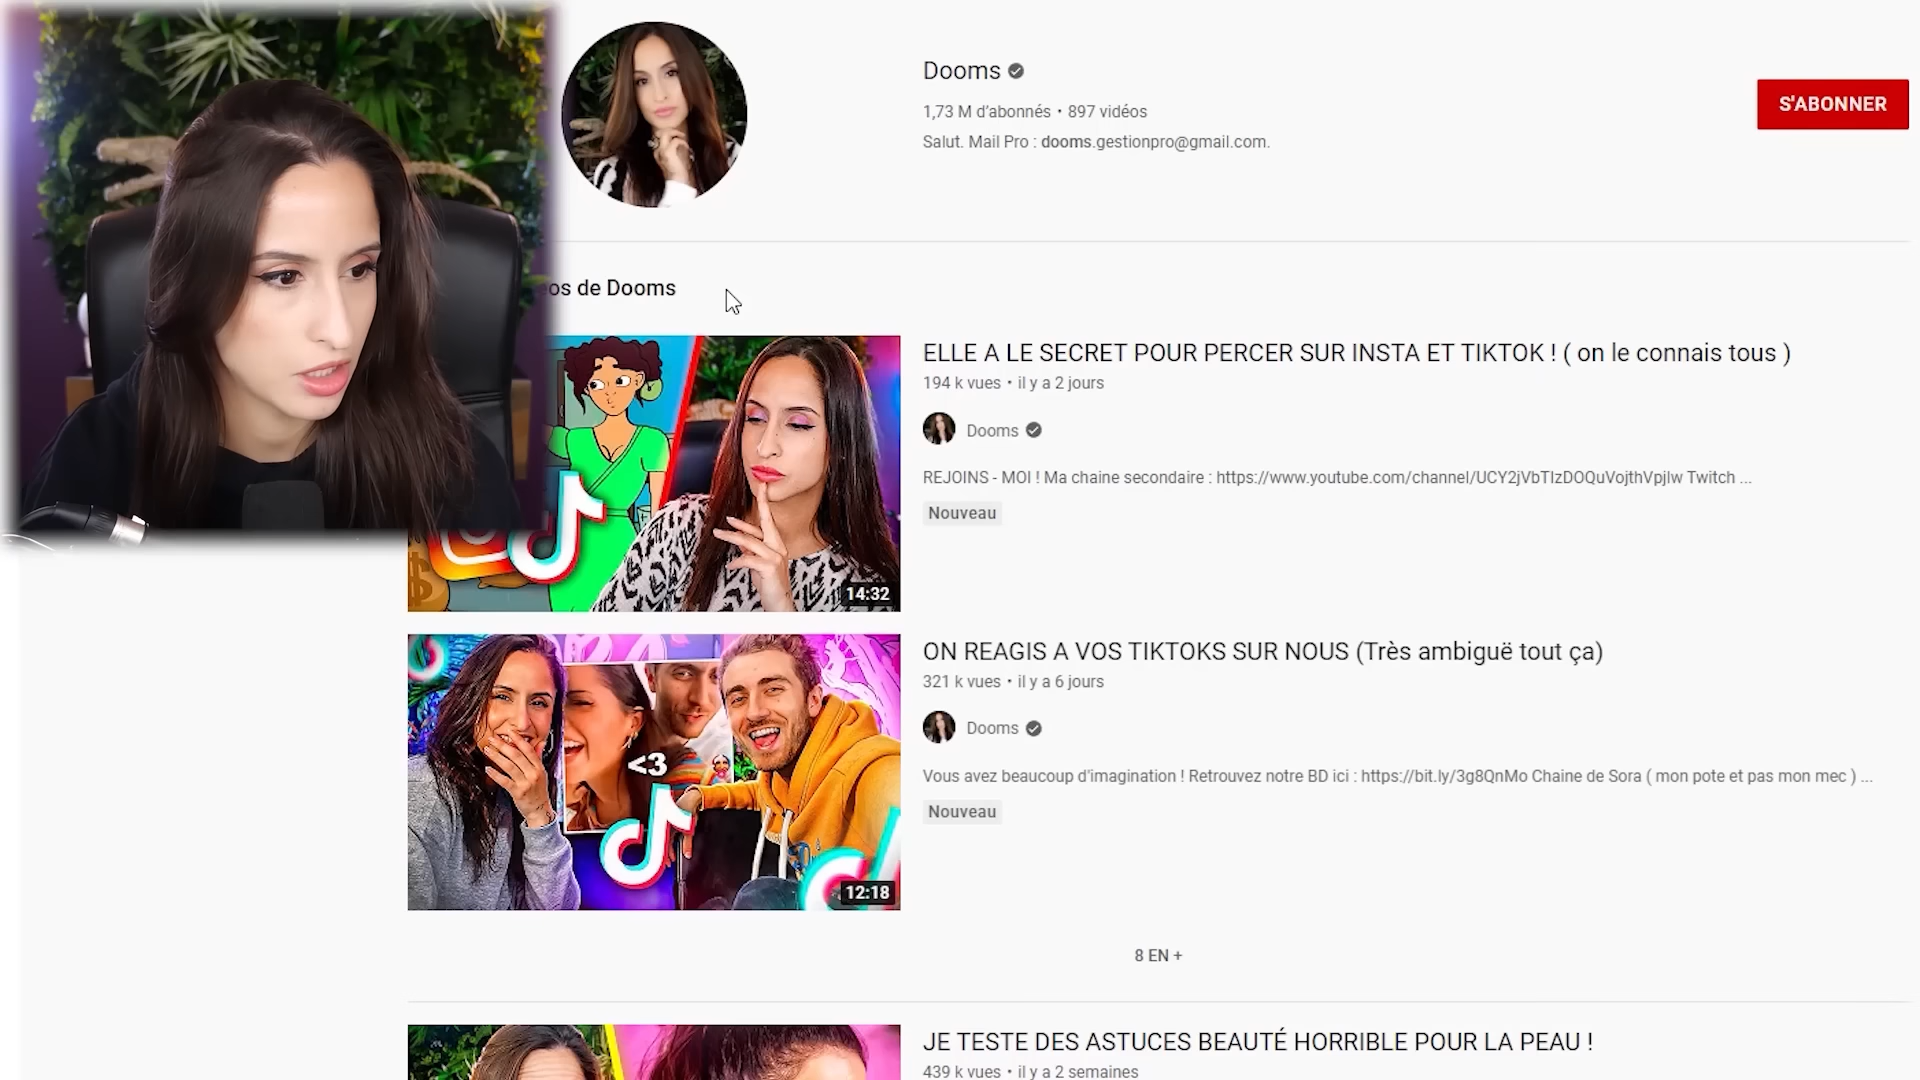 Dooms
1,73 M d'abonnés • 897 vidéos
Salut. Mail Pro : dooms.gestionpro@gmail.com.
S'ABONNER
de Dooms
ELLE A LE SECRET POUR PERCER SUR INSTA ET TIKTOK ! ( on le connais tous )
194 k vues • il y a 2 jours
Dooms
REJOINS - MOI ! Ma chaine secondaire : https://www.youtube.com/channel/UCY2jVbTIzDOQuVojthVpjlw Twitch ...
Nouveau
14:32
ON REAGIS A VOS TIKTOKS SUR NOUS (Très ambiguë tout ça)
321 k vues • il y a 6 jours
Dooms
Vous avez beaucoup d'imagination ! Retrouvez notre BD ici : https://bit.ly/3g8QnMo Chaine de Sora ( mon pote et pas mon mec ) ...
Nouveau
<3
12:18
8 EN +
JE TESTE DES ASTUCES BEAUTÉ HORRIBLE POUR LA PEAU !
439 k vues • il y a 2 semaines